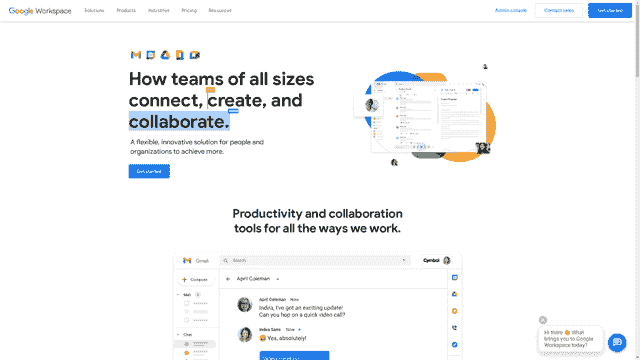 Google Workspace Solutions Products Industries Pricing Resources Admin console Contact sales Get started
How teams of all sizes
connect, create, and
collaborate.
A flexible, innovative solution for people and
organizations to achieve more.
Get started
Productivity and collaboration
tools for all the ways we work.
Gmail Search Cymbal
Compose
April Coleman
Mail
April Coleman Now
Indira, I've got an exciting update!
Can you hop on a quick video call?
Chat
Indira Sams Now
Yes, absolutely!
Hi there 👋 What
brings you to Google
Workspace today?